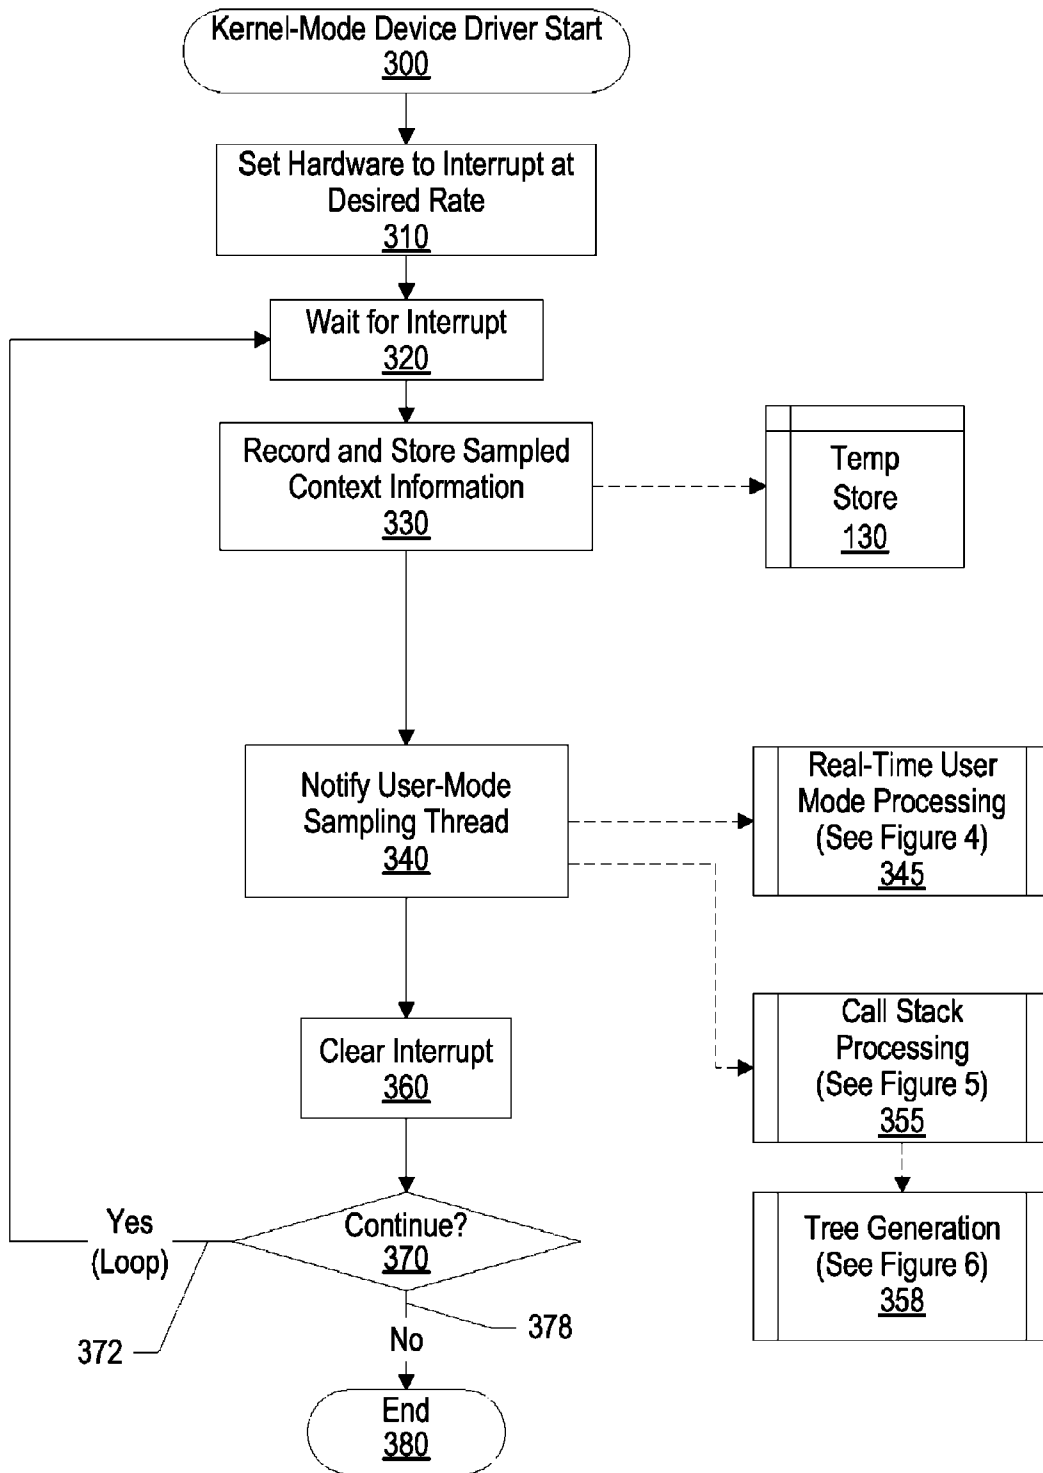 Kernel-Mode Device Driver Start
300
Set Hardware to Interrupt at
Desired Rate
310
Wait for Interrupt
320
Record and Store Sampled
Context Information
330
Temp
Store
130
Notify User-Mode
Sampling Thread
340
Real-Time User
Mode Processing
(See Figure 4)
345
Clear Interrupt
360
Call Stack
Processing
(See Figure 5)
355
Continue?
370
Yes
(Loop)
372
378
No
Tree Generation
(See Figure 6)
358
End
380